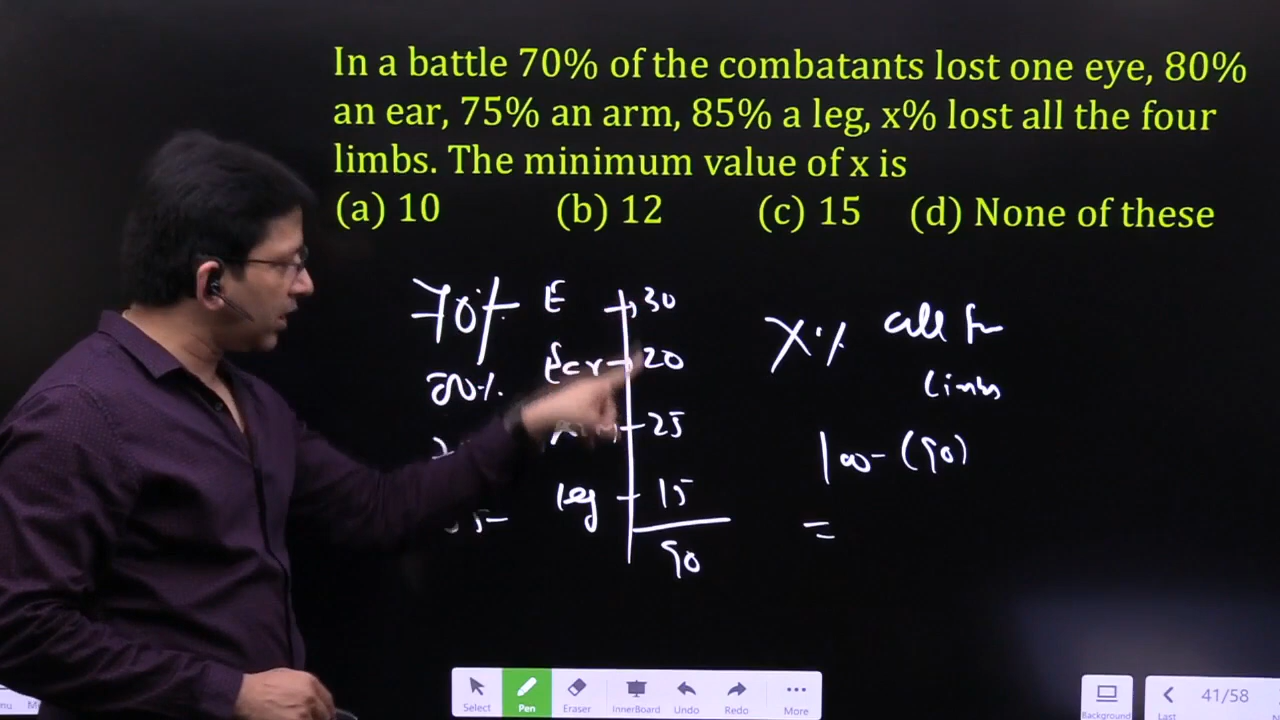 In a battle 70% of the combatants lost one eye, 80%
an ear, 75% an arm, 85% a leg, x% lost all the four
limbs. The minimum value of x is
(a) 10 (b) 12 (c) 15 (d) None of these
70% E 30
80% Ear 20
25
leg 15
90
X% all
limbs
100-(90)
=
Select Pen Eraser InnerBoard Undo Redo More
Background
Last
41/58